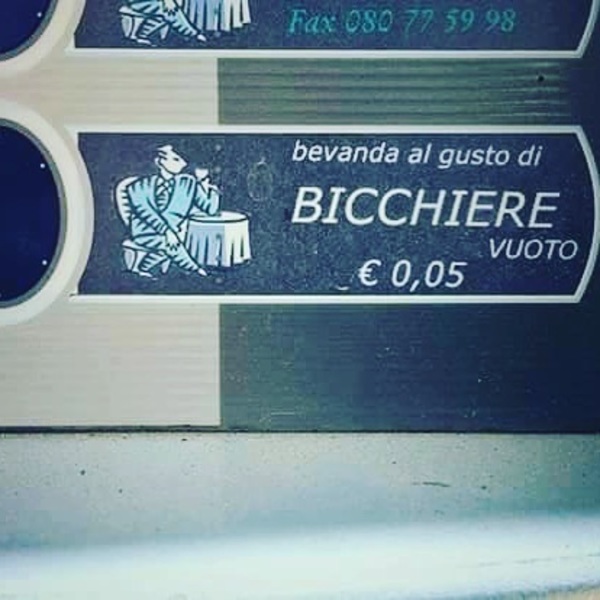 Fax 080 77 59 98
bevanda al gusto di
BICCHIERE
VUOTO
€ 0,05